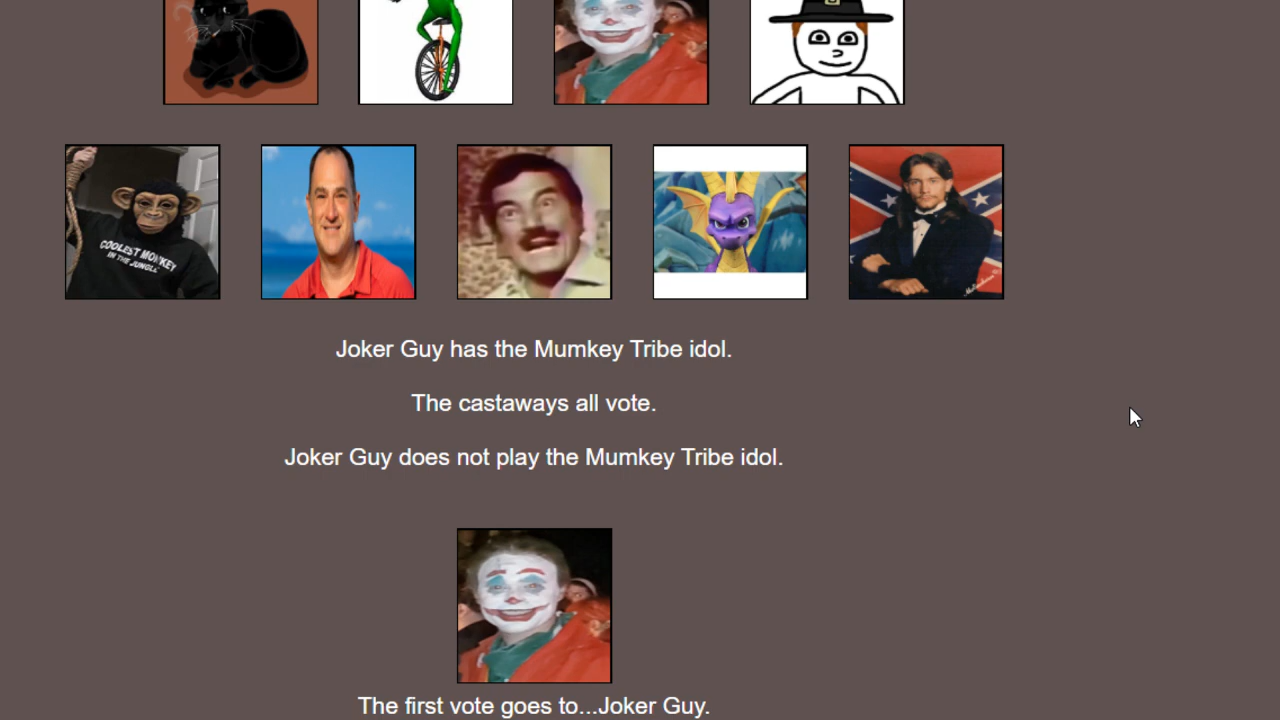 COOLEST MONKEY
IN THE JUNGLE
Joker Guy has the Mumkey Tribe idol.
The castaways all vote.
Joker Guy does not play the Mumkey Tribe idol.
The first vote goes to...Joker Guy.